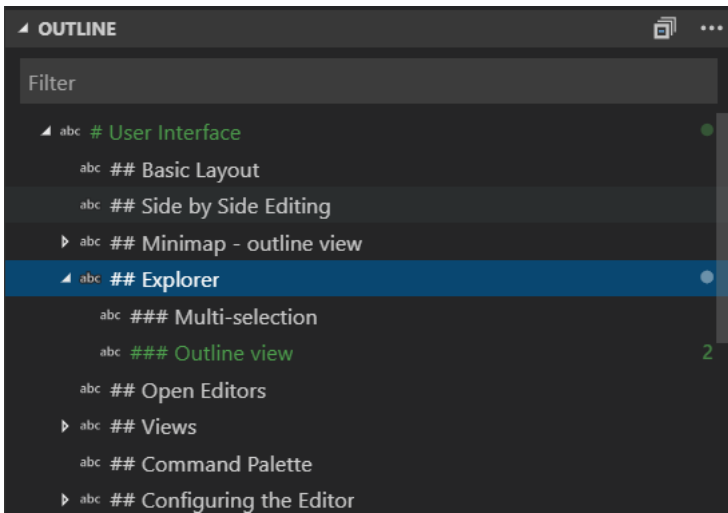 OUTLINE
Filter
abc # User Interface
abc ## Basic Layout
abc ## Side by Side Editing
abc ## Minimap - outline view
abc ## Explorer
abc ### Multi-selection
abc ### Outline view 2
abc ## Open Editors
abc ## Views
abc ## Command Palette
abc ## Configuring the Editor